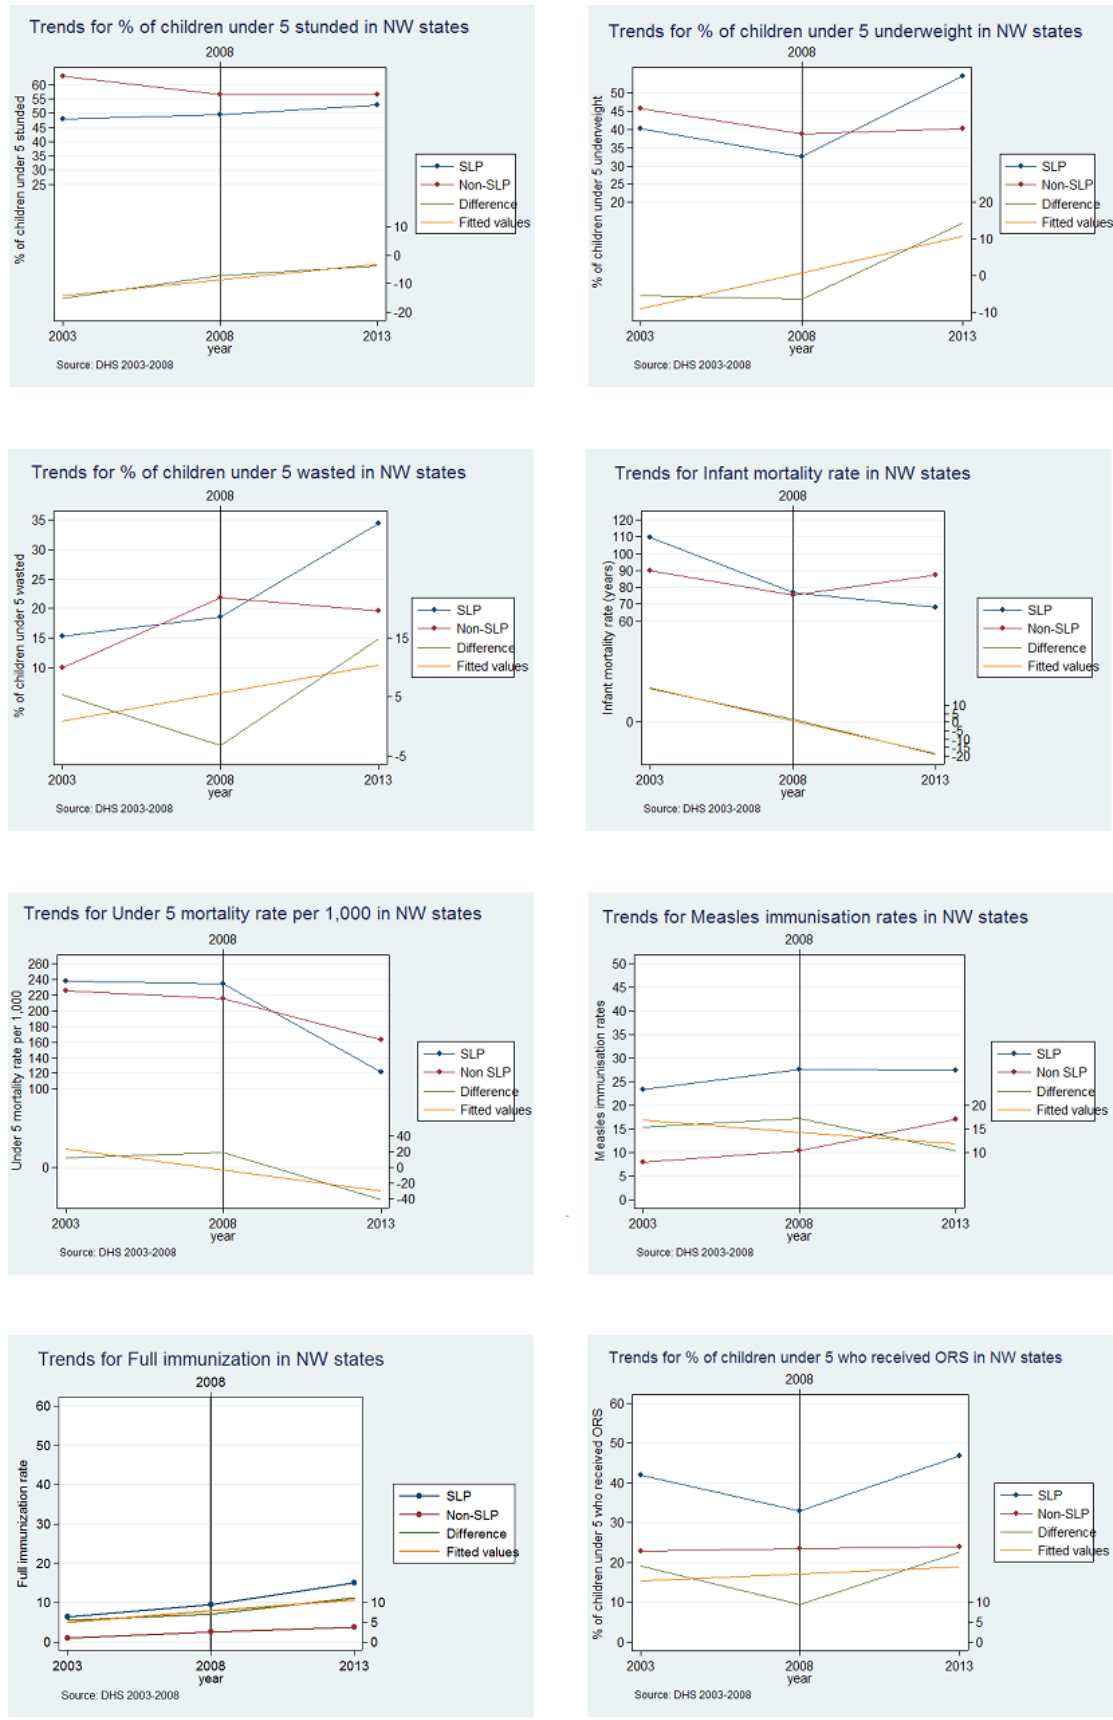 Trends for % of children under 5 stunded in NW states
2008
% of children under 5 stunded
60
55
50
45
40
35
30
25
10
0
-10
-20
SLP
Non-SLP
Difference
Fitted values
2003
2008
2013
year
Source: DHS 2003-2008
Trends for % of children under 5 underweight in NW states
2008
% of children under 5 underweight
50
45
40
35
30
25
20
20
10
0
-10
SLP
Non-SLP
Difference
Fitted values
2003
2008
2013
year
Source: DHS 2003-2008
Trends for % of children under 5 wasted in NW states
2008
% of children under 5 wasted
35
30
25
20
15
10
15
5
-5
SLP
Non-SLP
Difference
Fitted values
2003
2008
2013
year
Source: DHS 2003-2008
Trends for Infant mortality rate in NW states
2008
Infant mortality rate (years)
120
110
100
90
80
70
60
0
10
5
0
-5
-10
-15
-20
SLP
Non-SLP
Difference
Fitted values
2003
2008
2013
year
Source: DHS 2003-2008
Trends for Under 5 mortality rate per 1,000 in NW states
2008
Under 5 mortality rate per 1,000
260
240
220
200
180
160
140
120
100
0
40
20
0
-20
-40
SLP
Non SLP
Difference
Fitted values
2003
2008
2013
year
Source: DHS 2003-2008
Trends for Measles immunisation rates in NW states
2008
Measles immunisation rates
50
45
40
35
30
25
20
15
10
5
0
20
15
10
SLP
Non-SLP
Difference
Fitted values
2003
2008
2013
year
Source: DHS 2003-2008
Trends for Full immunization in NW states
2008
Full immunization rate
60
50
40
30
20
10
0
10
5
0
SLP
Non-SLP
Difference
Fitted values
2003
2008
2013
year
Source: DHS 2003-2008
Trends for % of children under 5 who received ORS in NW states
2008
% of children under 5 who received ORS
60
50
40
30
20
10
0
10
5
0
SLP
Non-SLP
Difference
Fitted values
2003
2008
2013
year
Source: DHS 2003-2008